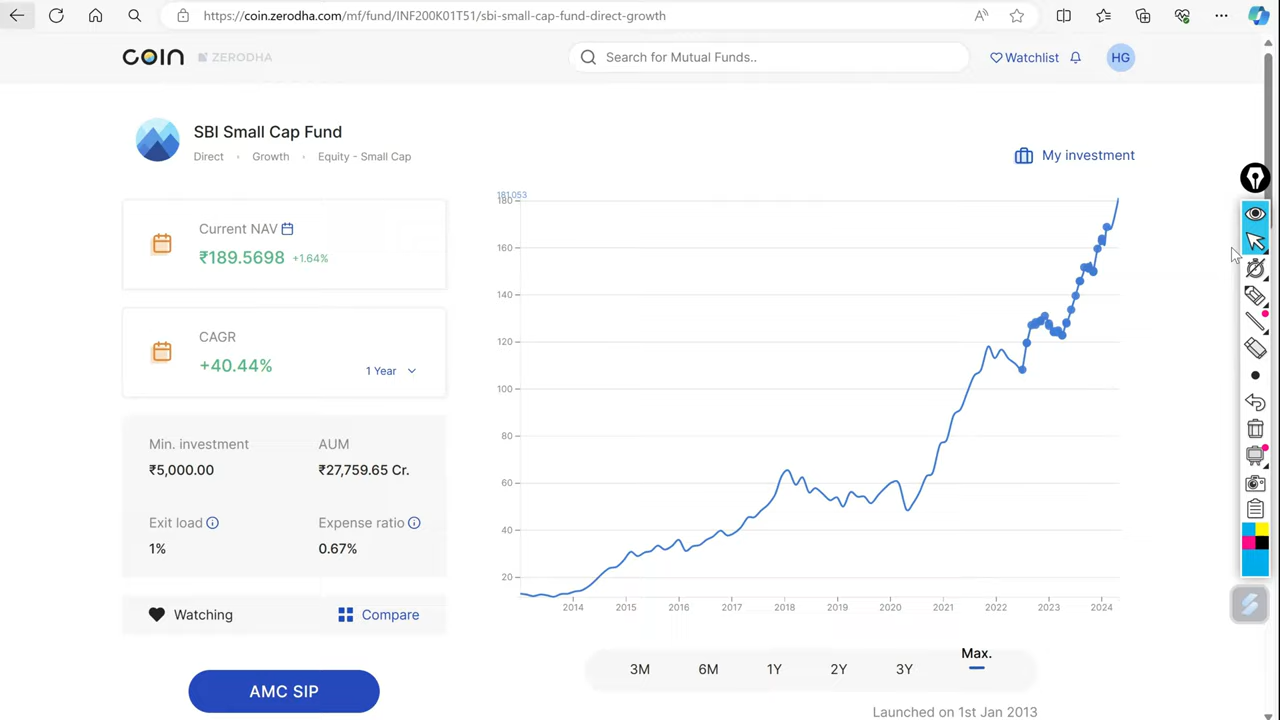 https://coin.zerodha.com/mf/fund/INF200K01T51/sbi-small-cap-fund-direct-growth
coin ZERODHA
Search for Mutual Funds..
Watchlist
HG
SBI Small Cap Fund
Direct Growth Equity - Small Cap
My investment
Current NAV
₹189.5698 +1.64%
CAGR
+40.44%
1 Year
Min. investment AUM
₹5,000.00 ₹27,759.65 Cr.
Exit load Expense ratio
1% 0.67%
Watching Compare
AMC SIP
181.053
180
160
140
120
100
80
60
40
20
2014 2015 2016 2017 2018 2019 2020 2021 2022 2023 2024
3M 6M 1Y 2Y 3Y Max.
Launched on 1st Jan 2013